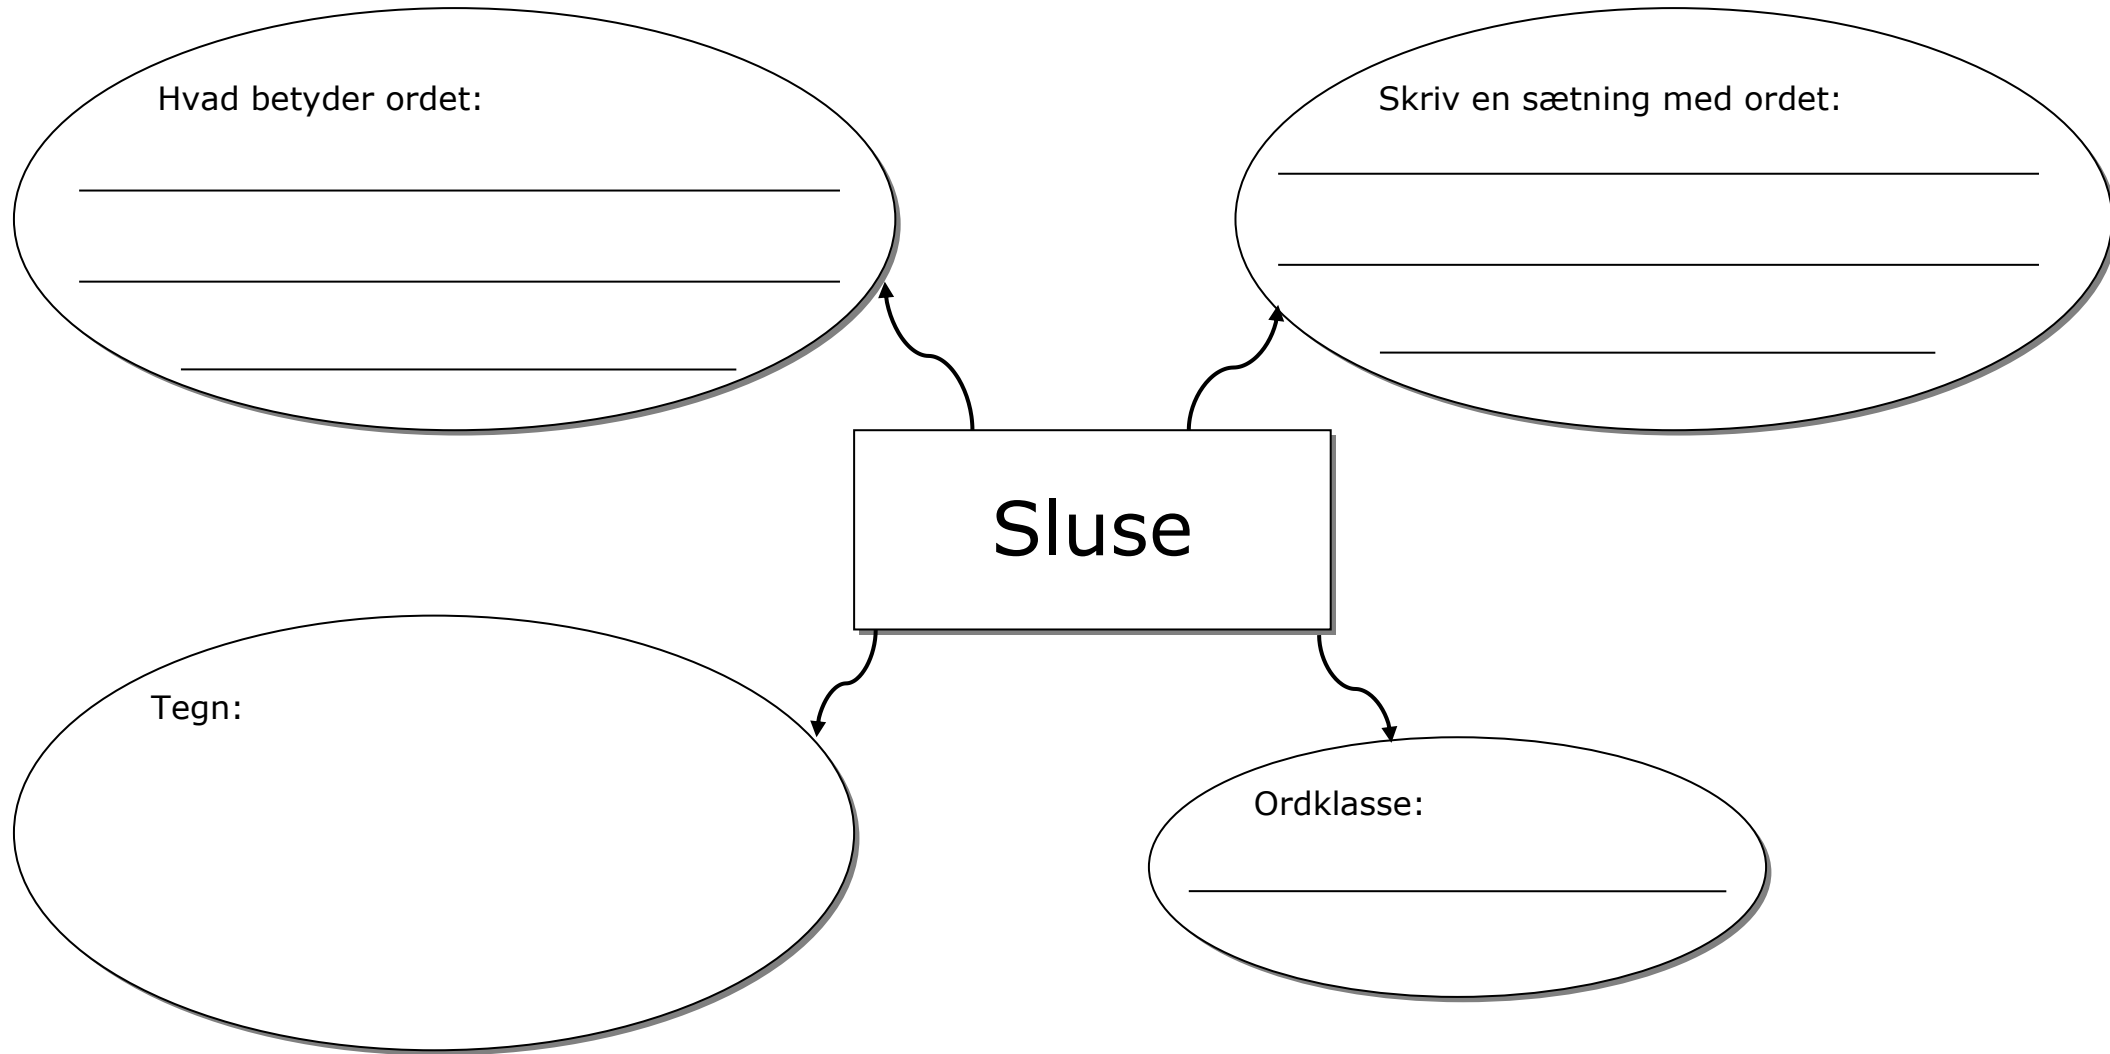 Hvad betyder ordet:
Skriv en sætning med ordet:
Sluse
Tegn:
Ordklasse: